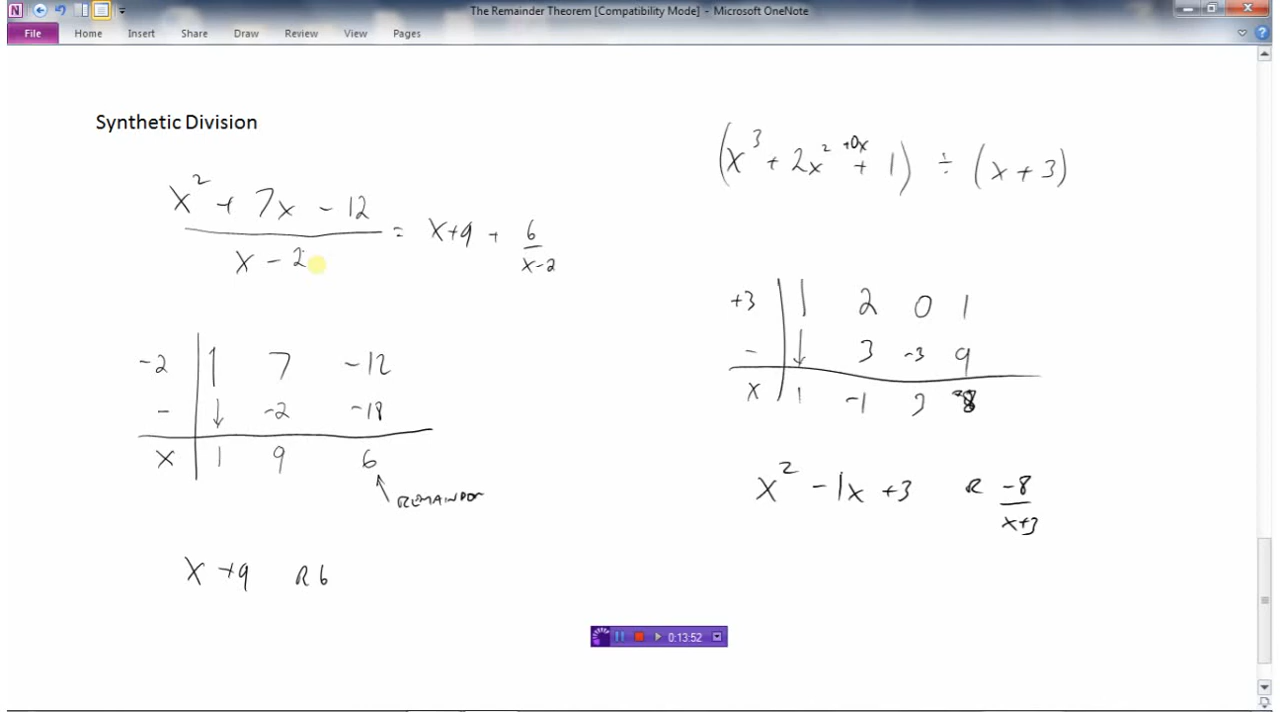 The Remainder Theorem [Compatibility Mode] - Microsoft OneNote
File Home Insert Share Draw Review View Pages
Synthetic Division
x² + 7x - 12
x - 2
= x+9 + 6
x-2
-2 | 1 7 -12
- ↓ -2 -18
x 1 9 6
REMAINDER
x +9 R6
(x³ + 2x² +0x + 1) ÷ (x + 3)
+3 | 1 2 0 1
- ↓ 3 -3 9
x 1 -1 3 -8
x² - 1x + 3 R -8
x+3
0:13:52